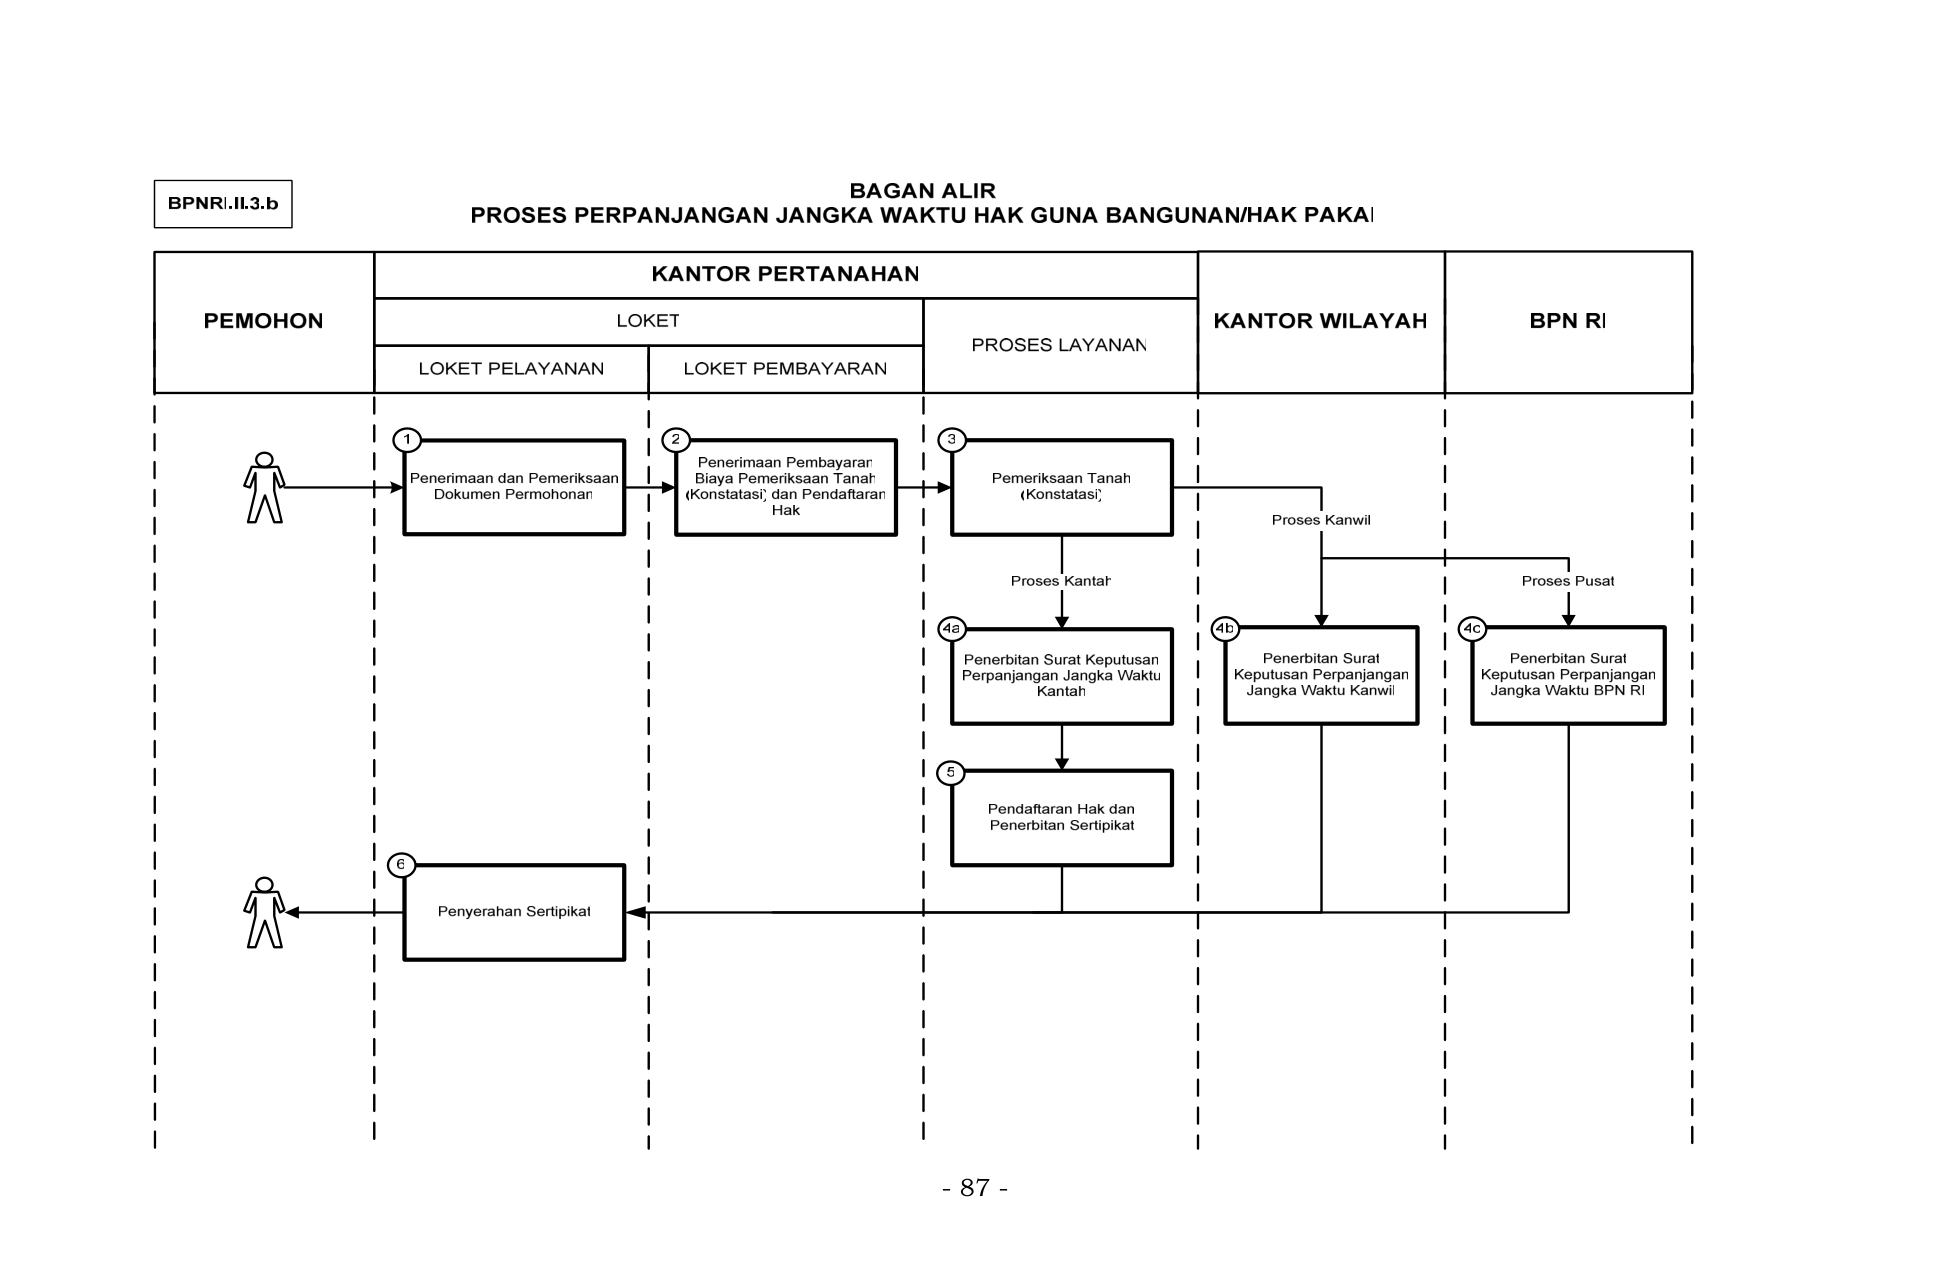 BPNRI.II.3.b
BAGAN ALIR
PROSES PERPANJANGAN JANGKA WAKTU HAK GUNA BANGUNAN/HAK PAKAI
PEMOHON
KANTOR PERTANAHAN
LOKET
LOKET PELAYANAN
LOKET PEMBAYARAN
PROSES LAYANAN
KANTOR WILAYAH
BPN RI
1
Penerimaan dan Pemeriksaan
Dokumen Permohonan
2
Penerimaan Pembayaran
Biaya Pemeriksaan Tanah
(Konstatasi) dan Pendaftaran
Hak
3
Pemeriksaan Tanah
(Konstatasi)
Proses Kanwil
Proses Kantah
Proses Pusat
4a
Penerbitan Surat Keputusan
Perpanjangan Jangka Waktu
Kantah
4b
Penerbitan Surat
Keputusan Perpanjangan
Jangka Waktu Kanwil
4c
Penerbitan Surat
Keputusan Perpanjangan
Jangka Waktu BPN RI
5
Pendaftaran Hak dan
Penerbitan Sertipikat
6
Penyerahan Sertipikat
- 87 -